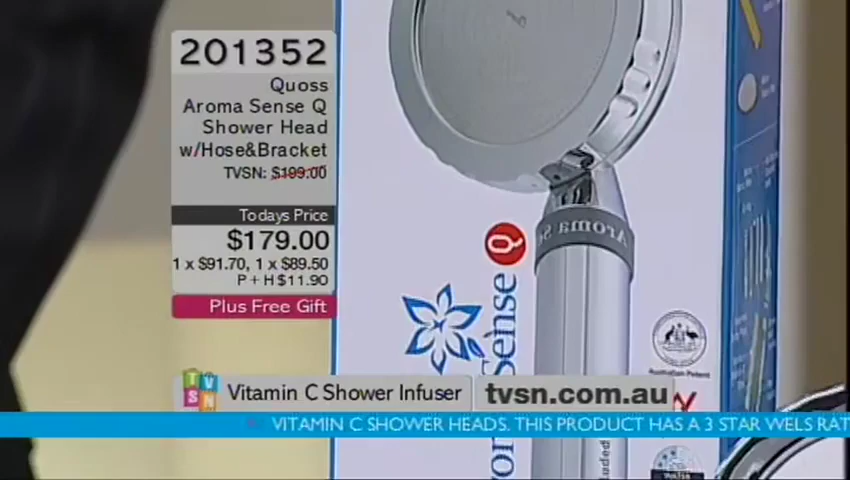 201352
Quoss
Aroma Sense Q
Shower Head
w/Hose&Bracket
TVSN: $199.00
Todays Price
$179.00
1 x $91.70, 1 x $89.50
P + H $11.90
Plus Free Gift
Q
Sense
Aroma Se
Australian Patent
TVSN
Vitamin C Shower Infuser
tvsn.com.au
VITAMIN C SHOWER HEADS. THIS PRODUCT HAS A 3 STAR WELS RAT